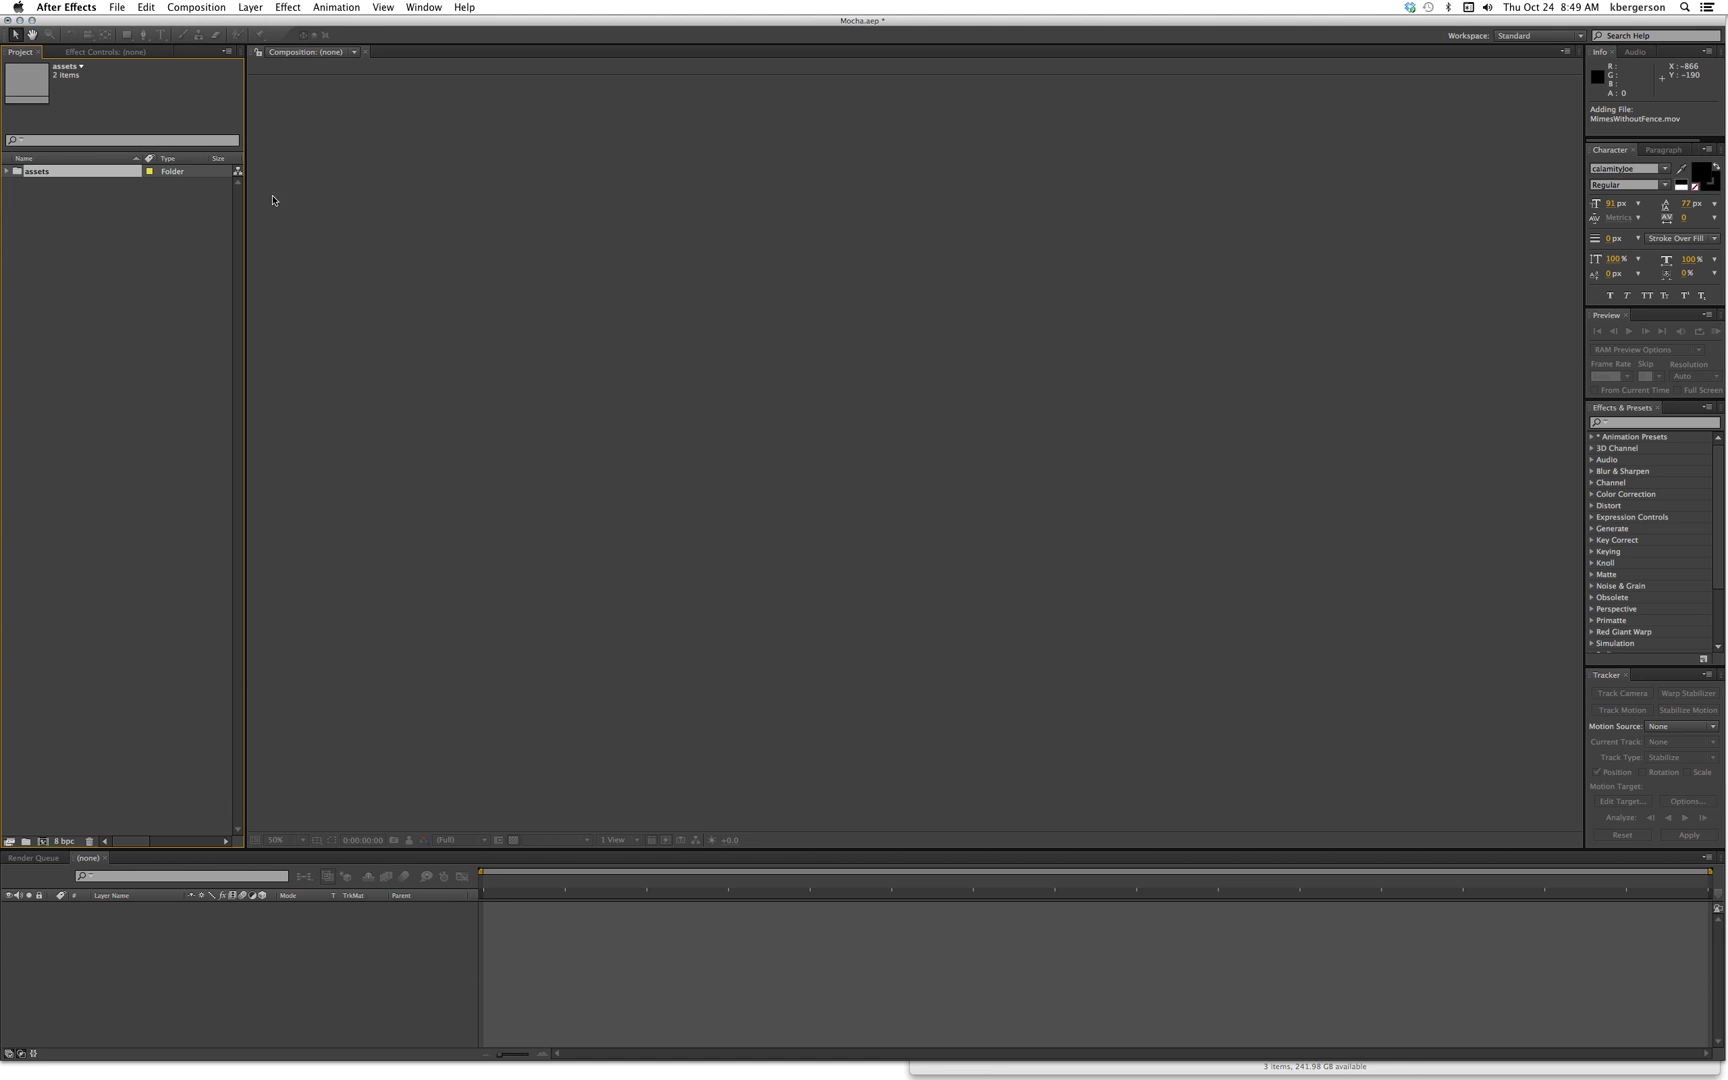 After Effects File Edit Composition Layer Effect Animation View Window Help Thu Oct 24 8:49 AM kbergerson
Mocha.aep *
Workspace: Standard Search Help
Project Effect Controls: (none) Composition: (none) Info Audio
assets
2 items
R : X : -866
G : Y : -190
B :
A : 0
Adding File:
MimesWithoutFence.mov
Name Type Size
assets Folder
Character Paragraph
calamityJoe
Regular
91 px 77 px
Metrics 0
0 px Stroke Over Fill
100 % 100 %
0 px 0 %
T T TT Tt T¹ T₁
Preview
RAM Preview Options
Frame Rate Skip Resolution
Auto
From Current Time Full Screen
Effects & Presets
* Animation Presets
3D Channel
Audio
Blur & Sharpen
Channel
Color Correction
Distort
Expression Controls
Generate
Key Correct
Keying
Knoll
Matte
Noise & Grain
Obsolete
Perspective
Primatte
Red Giant Warp
Simulation
Tracker
Track Camera Warp Stabilizer
Track Motion Stabilize Motion
Motion Source: None
Current Track: None
Track Type: Stabilize
Position Rotation Scale
Motion Target:
Edit Target... Options...
Analyze:
Reset Apply
8 bpc 50% 0:00:00:00 (Full) 1 View +0.0
Render Queue (none)
# Layer Name fx Mode T TrkMat Parent
3 items, 241.98 GB available